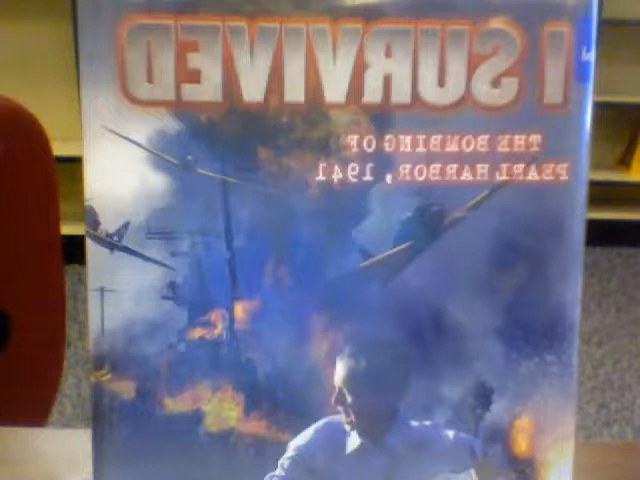 I SURVIVED
THE BOMBING OF
PEARL HARBOR, 1941